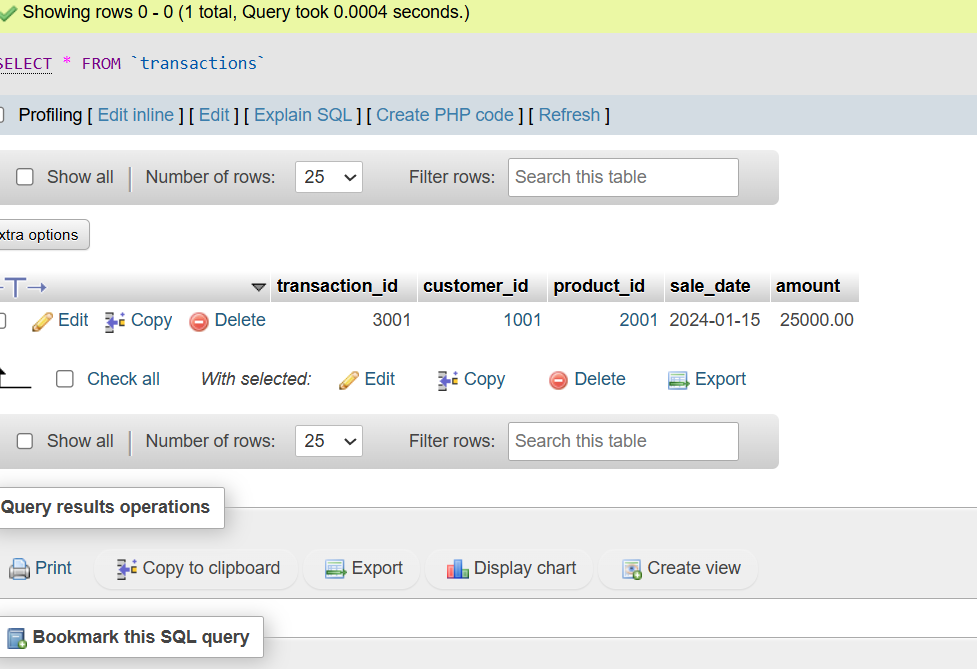 Showing rows 0 - 0 (1 total, Query took 0.0004 seconds.)
SELECT * FROM `transactions`
Profiling [ Edit inline ] [ Edit ] [ Explain SQL ] [ Create PHP code ] [ Refresh ]
Show all | Number of rows: 25 Filter rows: Search this table
xtra options
←T→ transaction_id customer_id product_id sale_date amount
Edit Copy Delete 3001 1001 2001 2024-01-15 25000.00
Check all With selected: Edit Copy Delete Export
Show all | Number of rows: 25 Filter rows: Search this table
Query results operations
Print Copy to clipboard Export Display chart Create view
Bookmark this SQL query